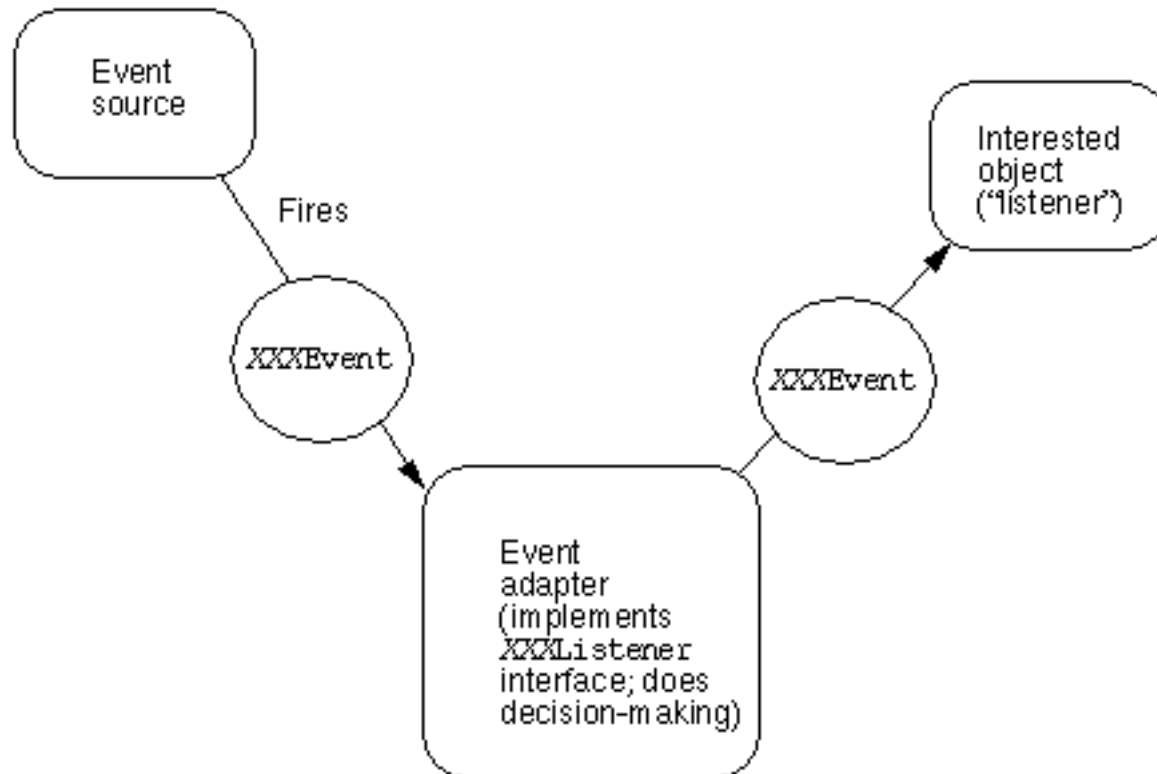 Event
source
Fires
XXXEvent
Event
adapter
(implements
XXXListener
interface; does
decision-making)
XXXEvent
Interested
object
(“listener”)